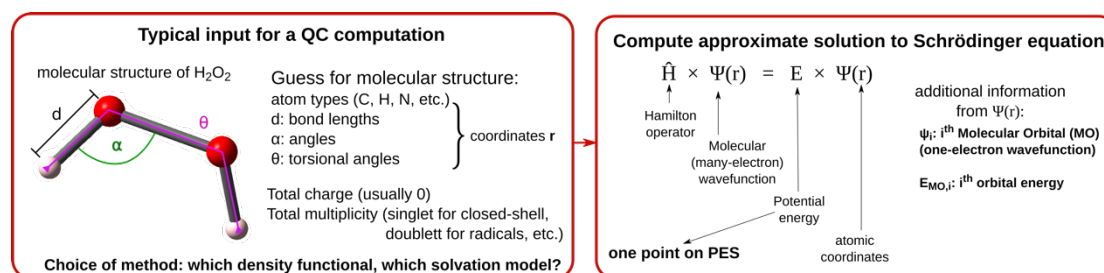 Typical input for a QC computation
molecular structure of H₂O₂
d
α
θ
Guess for molecular structure:
atom types (C, H, N, etc.)
d: bond lengths
α: angles
θ: torsional angles
coordinates r
Total charge (usually 0)
Total multiplicity (singlet for closed-shell,
doublett for radicals, etc.)
Choice of method: which density functional, which solvation model?
Compute approximate solution to Schrödinger equation
Ĥ × Ψ(r) = E × Ψ(r)
Hamilton
operator
Molecular
(many-electron)
wavefunction
Potential
energy
one point on PES
atomic
coordinates
additional information
from Ψ(r):
ψᵢ: iᵗʰ Molecular Orbital (MO)
(one-electron wavefunction)
E_MO,i: iᵗʰ orbital energy